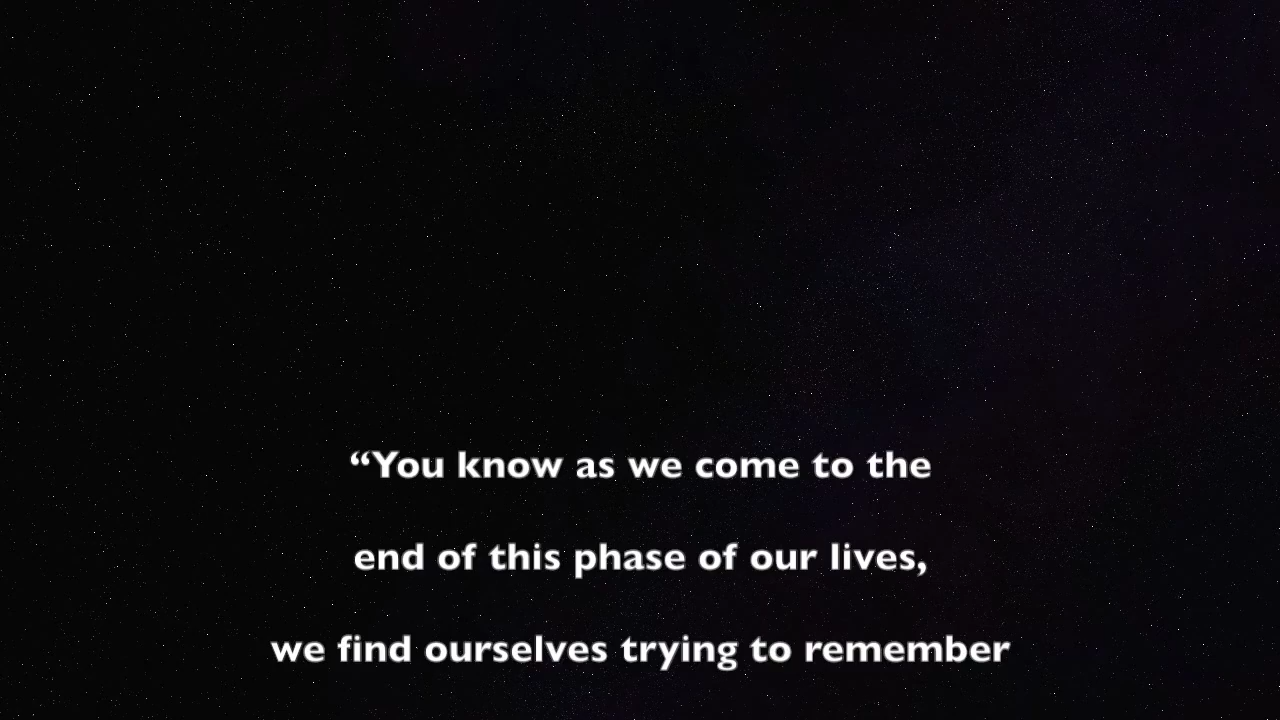 “You know as we come to the
end of this phase of our lives,
we find ourselves trying to remember